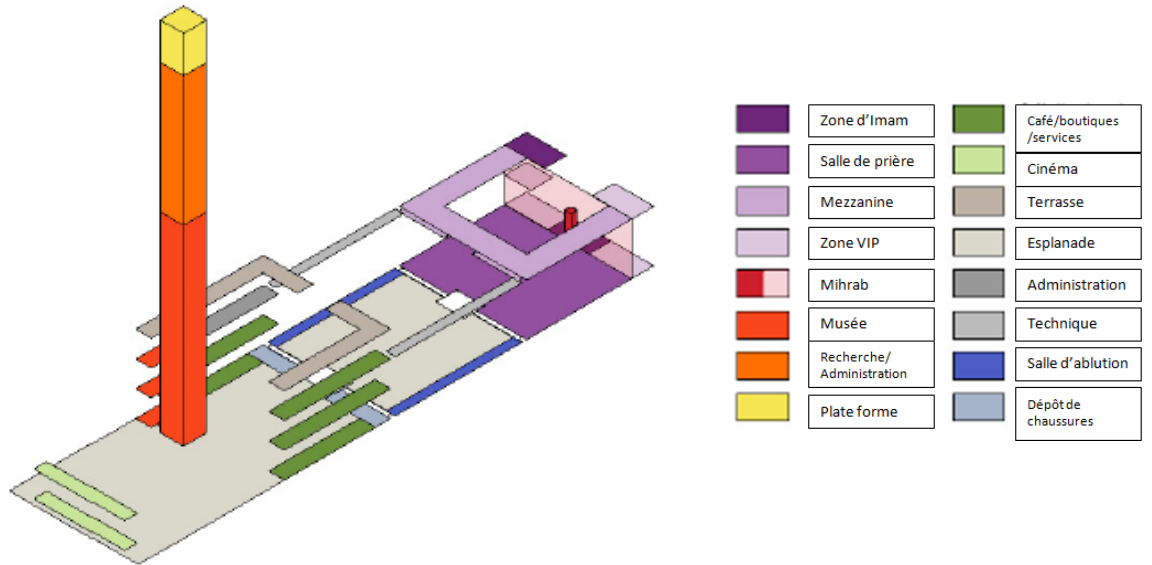 Zone d'Imam
Salle de prière
Mezzanine
Zone VIP
Mihrab
Musée
Recherche/
Administration
Plate forme
Café/boutiques
/services
Cinéma
Terrasse
Esplanade
Administration
Technique
Salle d'ablution
Dépôt de
chaussures